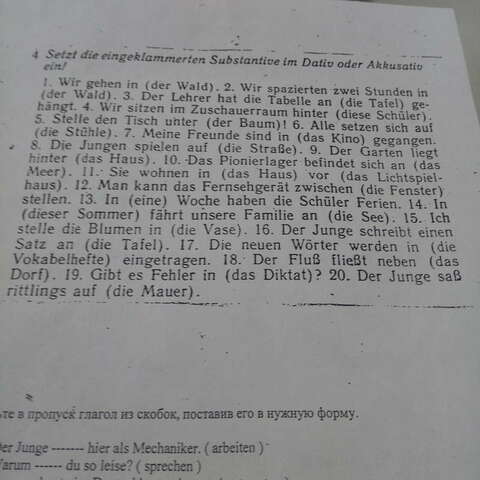 4 Setzt die eingeklammerten Substantive im Dativ oder Akkusativ
ein!
1. Wir gehen in (der Wald). 2. Wir spazierten zwei Stunden in
(der Wald). 3. Der Lehrer hat die Tabelle an (die Tafel) ge-
hängt. 4. Wir sitzen im Zuschauerraum hinter (diese Schüler).
5. Stelle den Tisch unter (der Baum)! 6. Alle setzen sich auf
(die Stühle). 7. Meine Freunde sind in (das Kino) gegangen.
8. Die Jungen spielen auf (die Straße). 9. Der Garten liegt
hinter (das Haus). 10. Das Pionierlager befindet sich an (das
Meer). 11. Sie wohnen in (das Haus) vor (das Lichtspiel-
haus). 12. Man kann das Fernsehgerät zwischen (die Fenster)
stellen. 13. In (eine) Woche haben die Schüler Ferien. 14. In
(dieser Sommer) fährt unsere Familie an (die See). 15. Ich
stelle die Blumen in (die Vase). 16. Der Junge schreibt einen
Satz an (die Tafel). 17. Die neuen Wörter werden in (die
Vokabelhefte) eingetragen. 18. Der Fluß fließt neben (das
Dorf). 19. Gibt es Fehler in (das Diktat)? 20. Der Junge saß
rittlings auf (die Mauer).
ьте в пропуск глагол из скобок, поставив его в нужную форму.
Der Junge ------- hier als Mechaniker. ( arbeiten )
Warum ------ du so leise? ( sprechen )